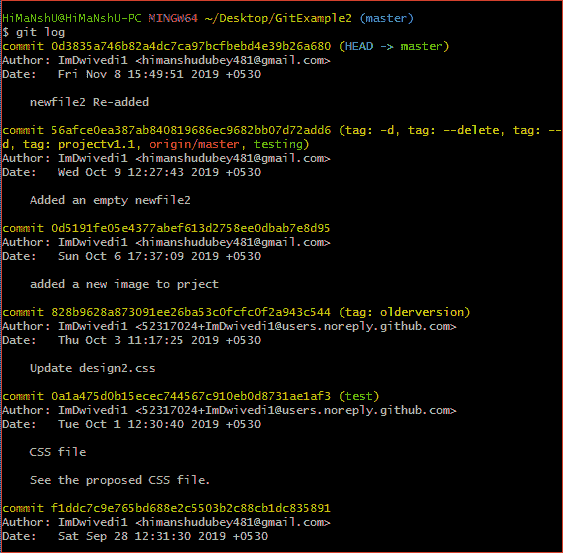 HiMaNshU@HiMaNshU-PC MINGW64 ~/Desktop/GitExample2 (master)
$ git log
commit 0d3835a746b82a4dc7ca97bcfbebd4e39b26a680 (HEAD -> master)
Author: ImDwivedi1 <himanshudubey481@gmail.com>
Date:   Fri Nov 8 15:49:51 2019 +0530
newfile2 Re-added
commit 56afce0ea387ab840819686ec9682bb07d72add6 (tag: -d, tag: --delete, tag: --
d, tag: projectv1.1, origin/master, testing)
Author: ImDwivedi1 <himanshudubey481@gmail.com>
Date:   Wed Oct 9 12:27:43 2019 +0530
Added an empty newfile2
commit 0d5191fe05e4377abef613d2758ee0dbab7e8d95
Author: ImDwivedi1 <himanshudubey481@gmail.com>
Date:   Sun Oct 6 17:37:09 2019 +0530
added a new image to prject
commit 828b9628a873091ee26ba53c0fcfc0f2a943c544 (tag: olderversion)
Author: ImDwivedi1 <52317024+ImDwivedi1@users.noreply.github.com>
Date:   Thu Oct 3 11:17:25 2019 +0530
Update design2.css
commit 0a1a475d0b15ecec744567c910eb0d8731ae1af3 (test)
Author: ImDwivedi1 <52317024+ImDwivedi1@users.noreply.github.com>
Date:   Tue Oct 1 12:30:40 2019 +0530
CSS file
See the proposed CSS file.
commit f1ddc7c9e765bd688e2c5503b2c88cb1dc835891
Author: ImDwivedi1 <himanshudubey481@gmail.com>
Date:   Sat Sep 28 12:31:30 2019 +0530